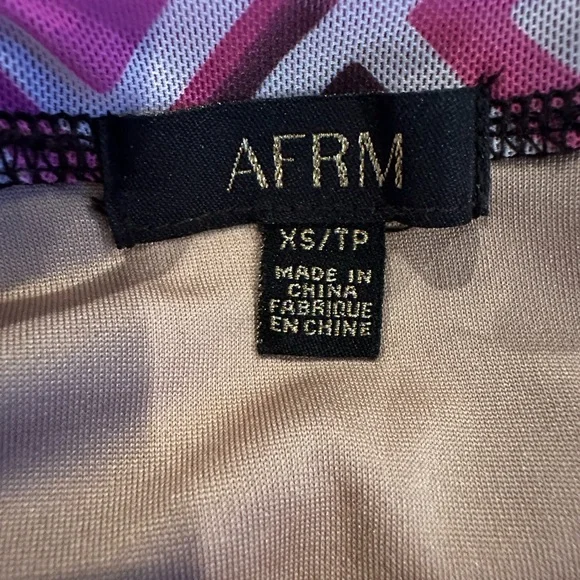 AFRM
XS/TP
MADE IN
CHINA
FABRIQUE
EN CHINE